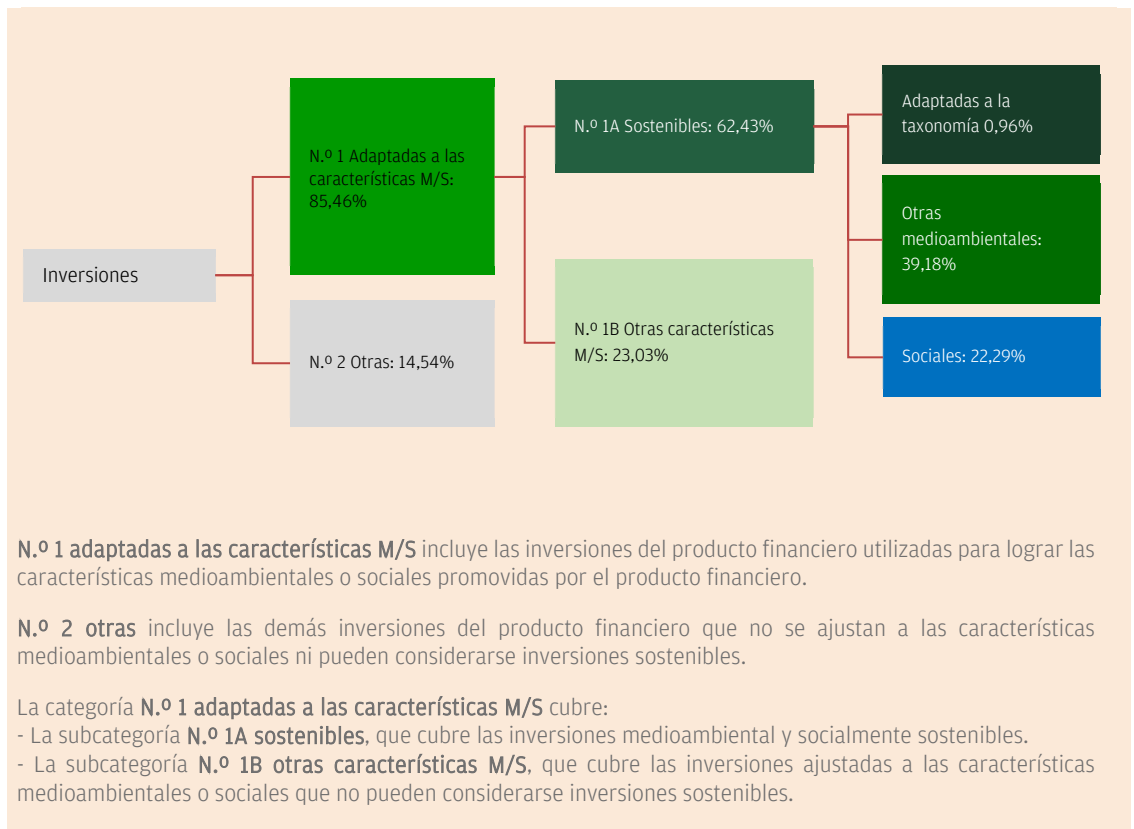 Inversiones
N.º 1 Adaptadas a las
características M/S:
85,46%
N.º 2 Otras: 14,54%
N.º 1A Sostenibles: 62,43%
N.º 1B Otras características
M/S: 23,03%
Adaptadas a la
taxonomía 0,96%
Otras
medioambientales:
39,18%
Sociales: 22,29%
N.º 1 adaptadas a las características M/S incluye las inversiones del producto financiero utilizadas para lograr las
características medioambientales o sociales promovidas por el producto financiero.
N.º 2 otras incluye las demás inversiones del producto financiero que no se ajustan a las características
medioambientales o sociales ni pueden considerarse inversiones sostenibles.
La categoría N.º 1 adaptadas a las características M/S cubre:
- La subcategoría N.º 1A sostenibles, que cubre las inversiones medioambiental y socialmente sostenibles.
- La subcategoría N.º 1B otras características M/S, que cubre las inversiones ajustadas a las características
medioambientales o sociales que no pueden considerarse inversiones sostenibles.